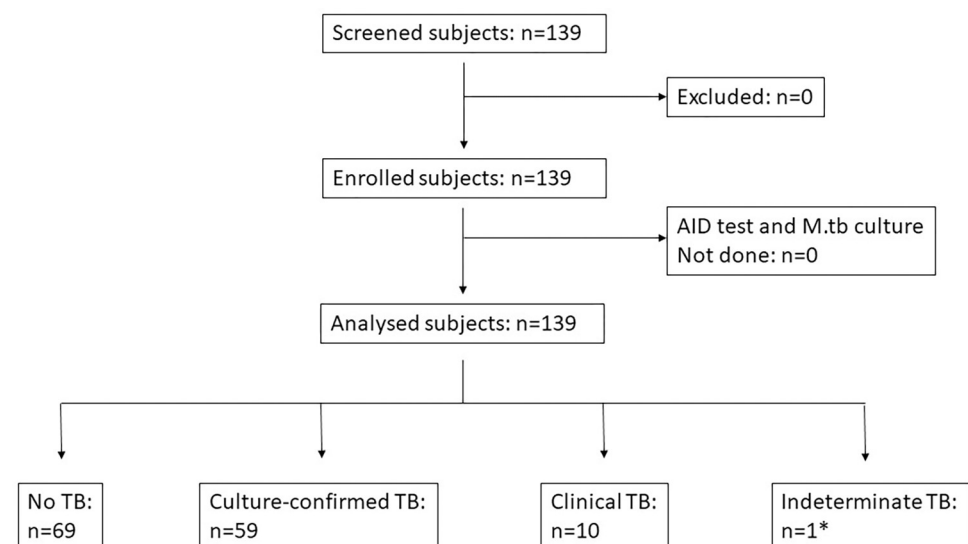 Screened subjects: n=139
Excluded: n=0
Enrolled subjects: n=139
AID test and M.tb culture
Not done: n=0
Analysed subjects: n=139
No TB:
n=69
Culture-confirmed TB:
n=59
Clinical TB:
n=10
Indeterminate TB:
n=1*